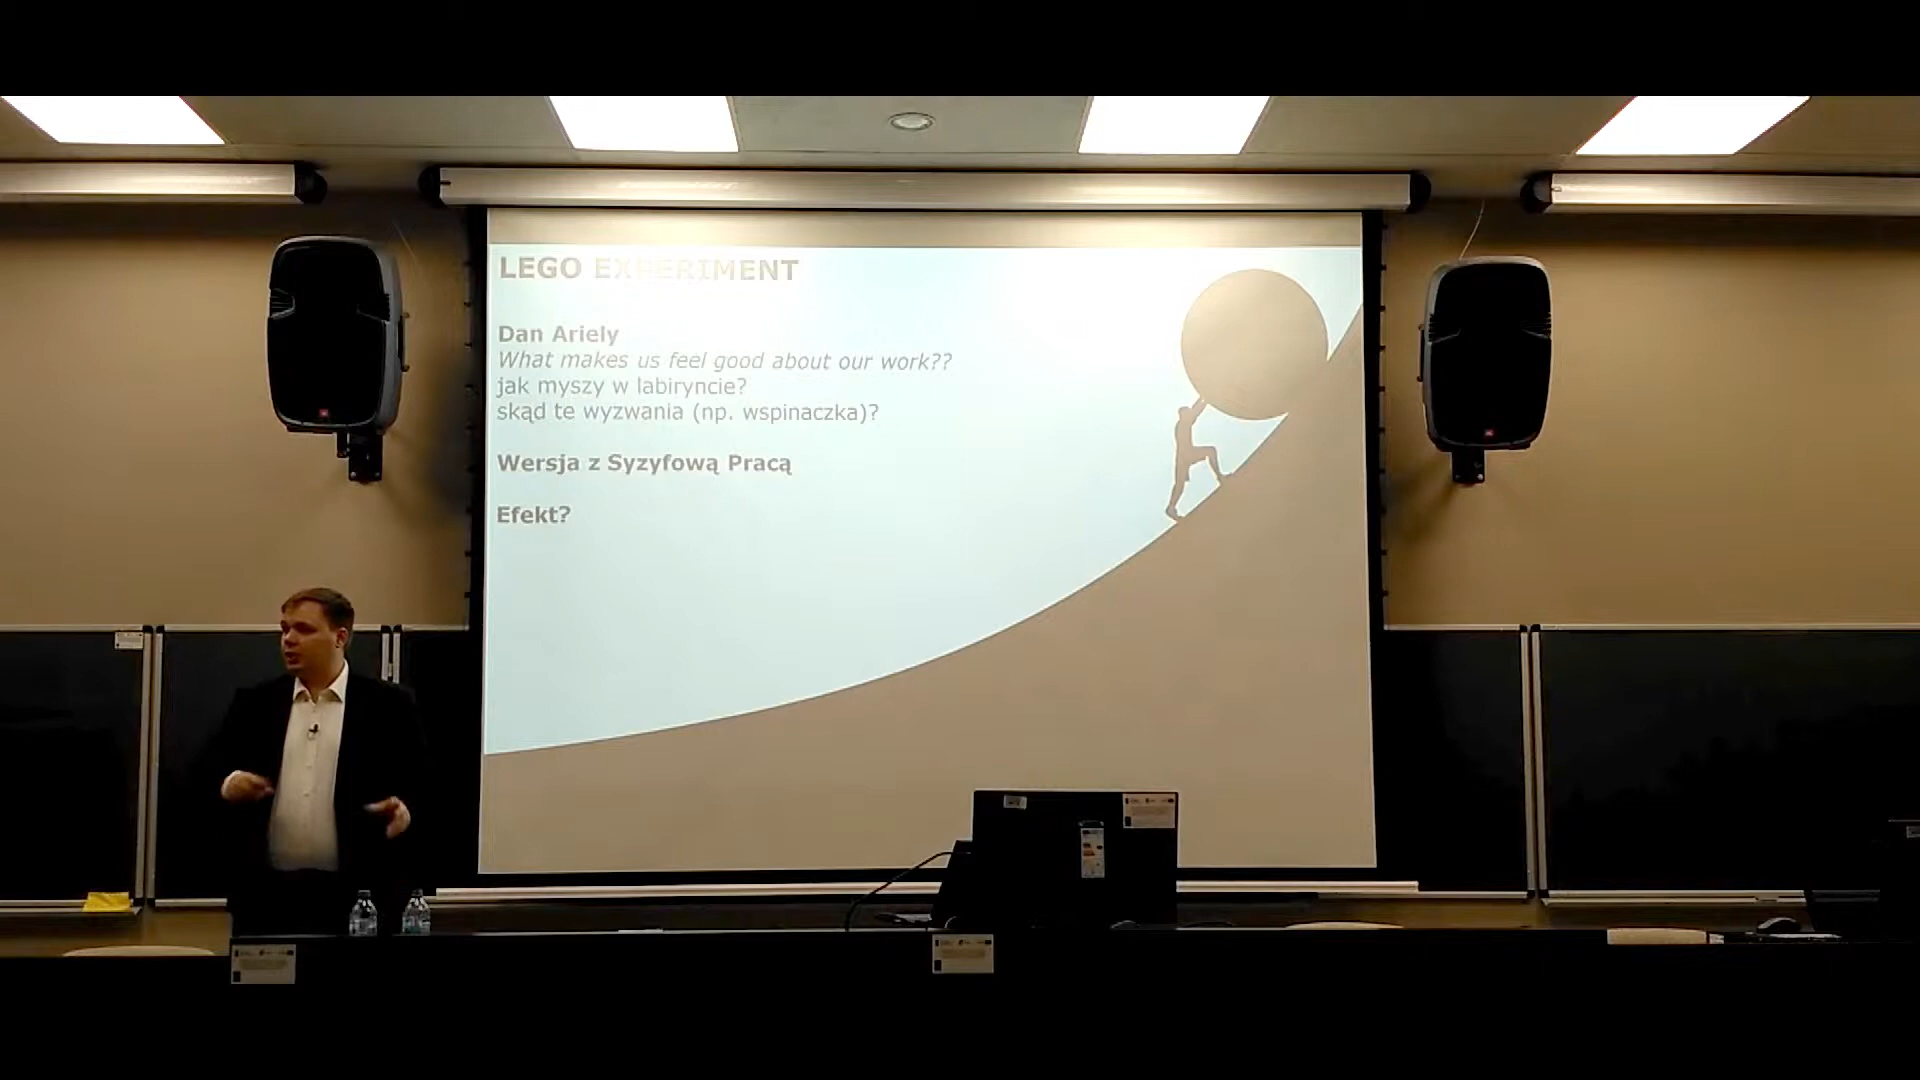 LEGO EXPERIMENT
Dan Ariely
What makes us feel good about our work??
jak myszy w labiryncie?
skąd te wyzwania (np. wspinaczka)?
Wersja z Syzyfową Pracą
Efekt?